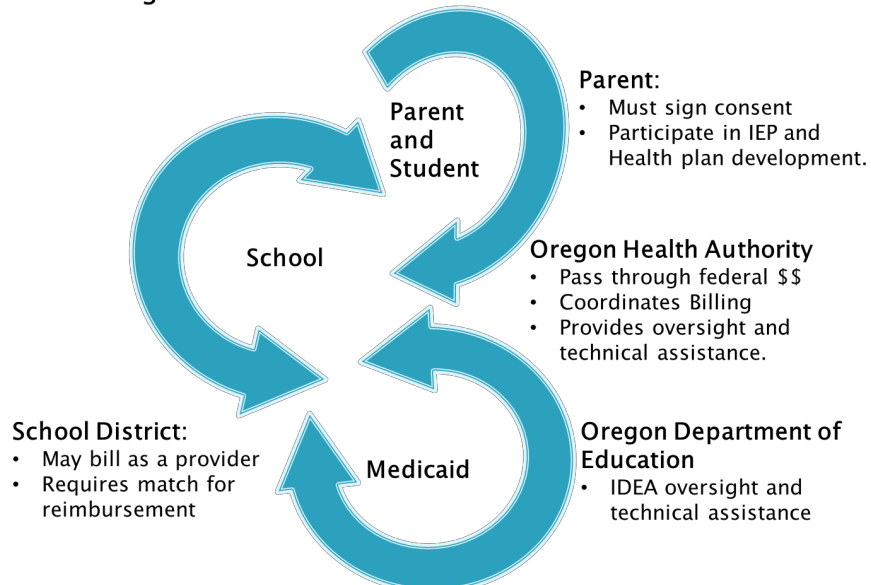 Parent
and
Student
Parent:
• Must sign consent
• Participate in IEP and
Health plan development.
School
Oregon Health Authority
• Pass through federal $$
• Coordinates Billing
• Provides oversight and
technical assistance.
School District:
• May bill as a provider
• Requires match for
reimbursement
Medicaid
Oregon Department of
Education
• IDEA oversight and
technical assistance